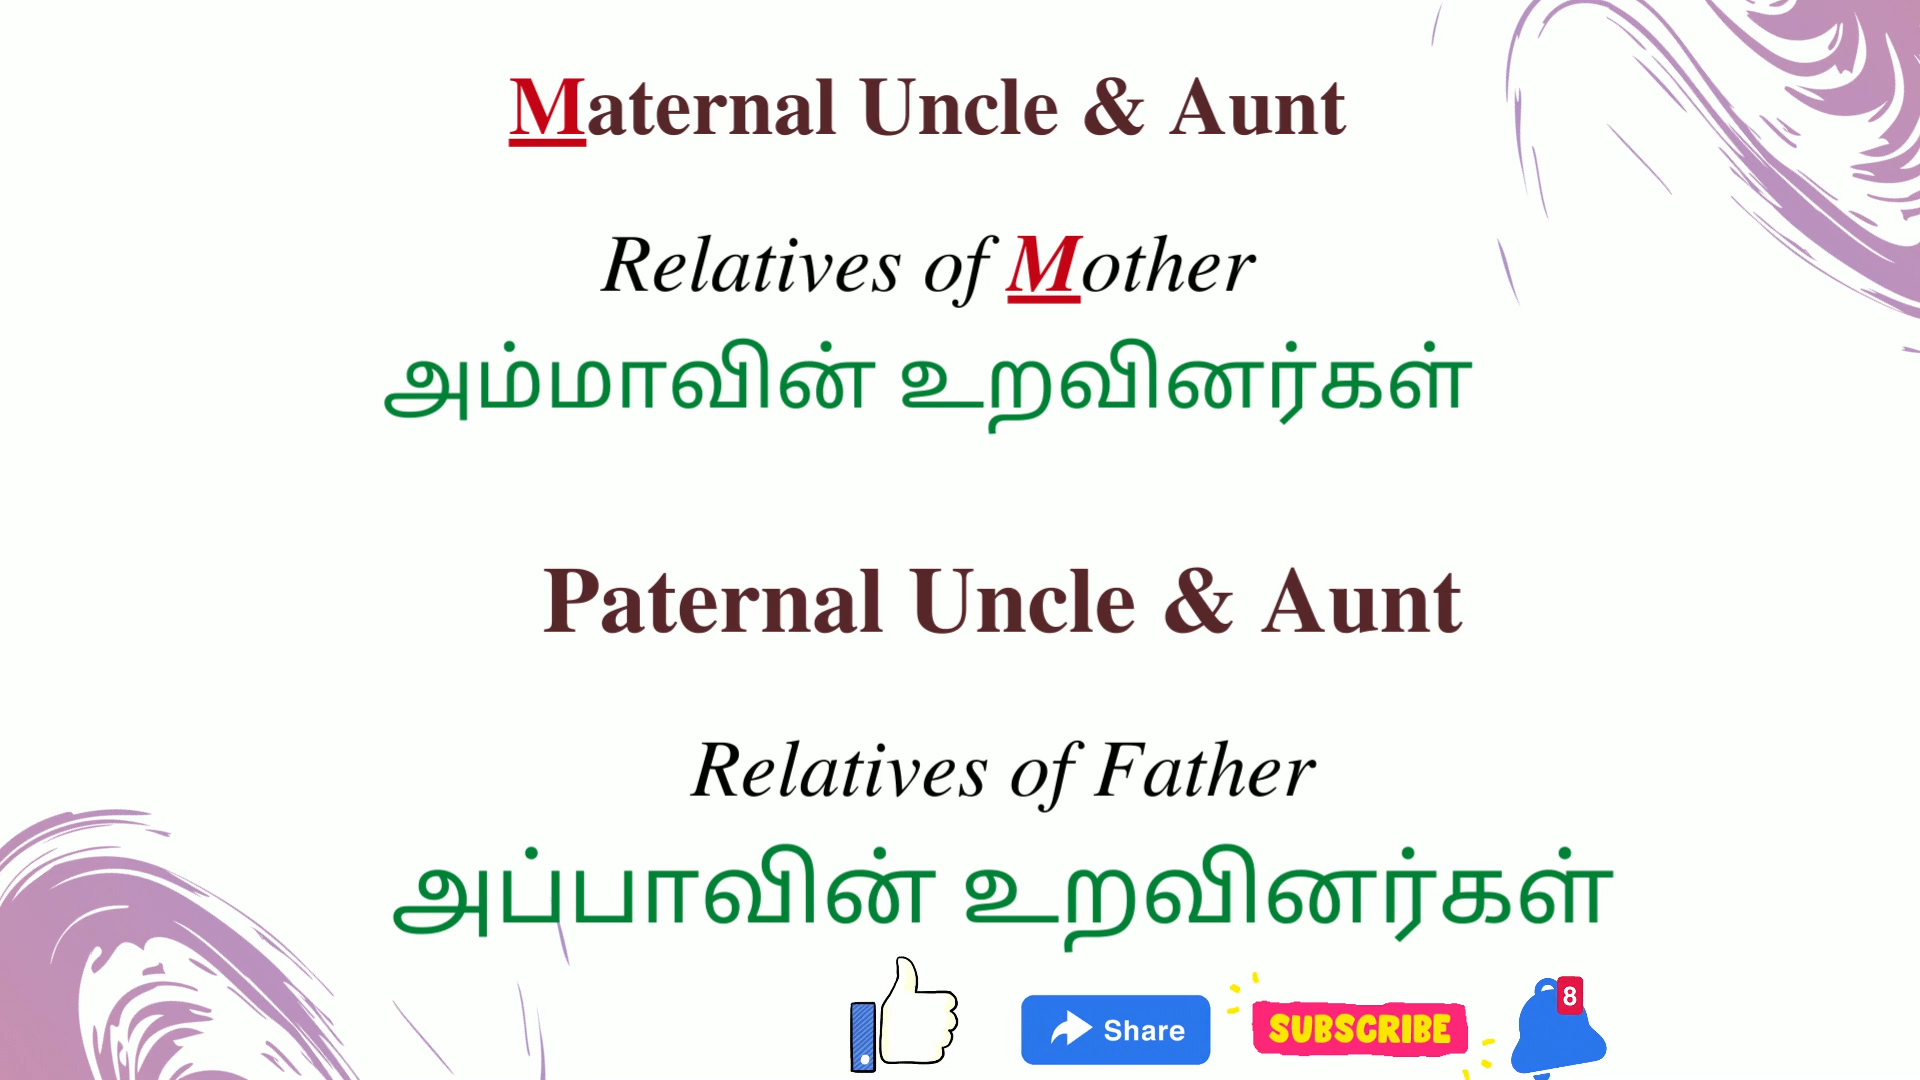 Maternal Uncle & Aunt
Relatives of Mother
அம்மாவின் உறவினர்கள்
Paternal Uncle & Aunt
Relatives of Father
அப்பாவின் உறவினர்கள்
Share
SUBSCRIBE
8